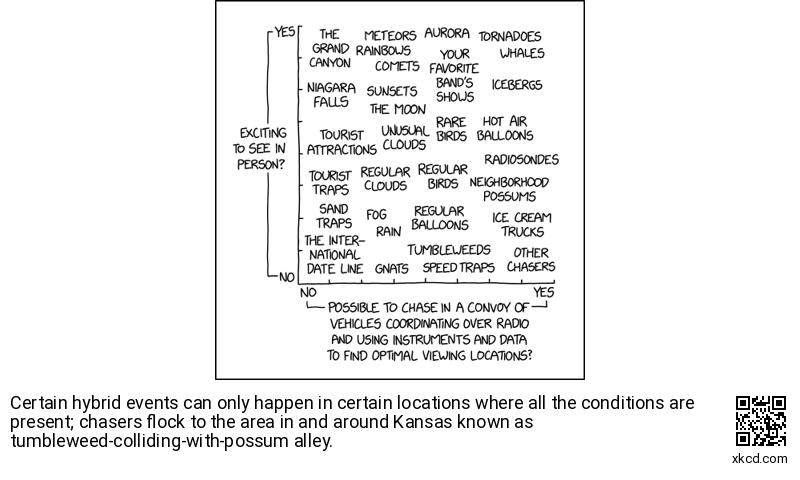 YES
THE GRAND CANYON
METEORS
AURORA
TORNADOES
RAINBOWS
YOUR FAVORITE BAND'S SHOWS
WHALES
COMETS
NIAGARA FALLS
SUNSETS
ICEBERGS
THE MOON
EXCITING
TO SEE IN
PERSON?
TOURIST ATTRACTIONS
UNUSUAL CLOUDS
RARE BIRDS
HOT AIR BALLOONS
RADIOSONDES
TOURIST TRAPS
REGULAR CLOUDS
REGULAR BIRDS
NEIGHBORHOOD POSSUMS
SAND TRAPS
FOG
REGULAR BALLOONS
ICE CREAM TRUCKS
RAIN
THE INTER-
NATIONAL
DATE LINE
GNATS
TUMBLEWEEDS
SPEED TRAPS
OTHER CHASERS
NO
NO
YES
POSSIBLE TO CHASE IN A CONVOY OF
VEHICLES COORDINATING OVER RADIO
AND USING INSTRUMENTS AND DATA
TO FIND OPTIMAL VIEWING LOCATIONS?
Certain hybrid events can only happen in certain locations where all the conditions are
present; chasers flock to the area in and around Kansas known as
tumbleweed-colliding-with-possum alley.
xkcd.com